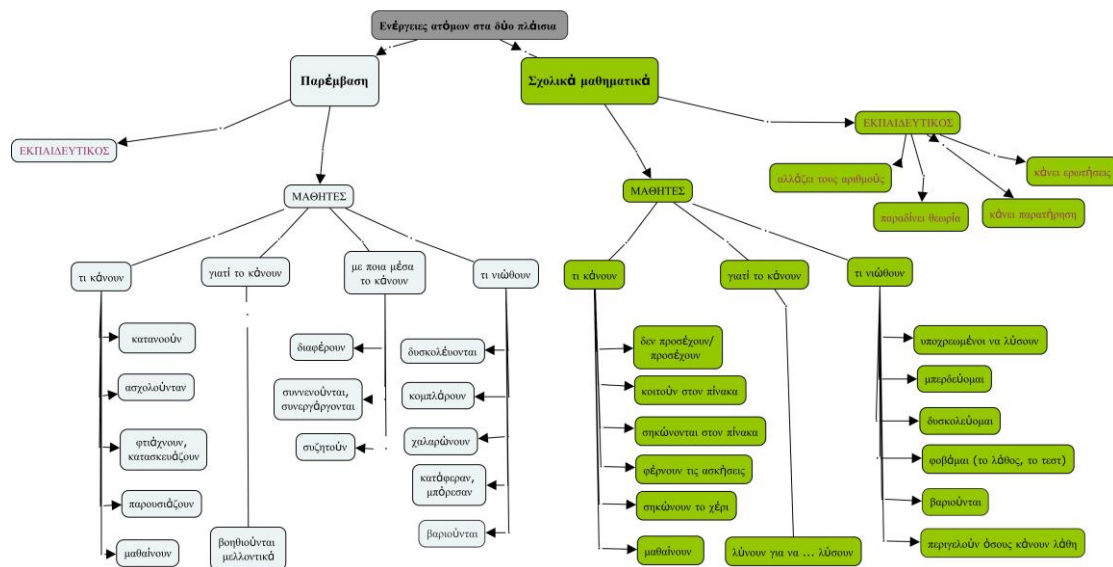 Ενέργειες ατόμων στα δύο πλάισια
Παρέμβαση
Σχολικά μαθηματικά
ΕΚΠΑΙΔΕΥΤΙΚΟΣ
ΜΑΘΗΤΕΣ
τι κάνουν
κατανοούν
ασχολούνταν
φτιάχνουν,
κατασκευάζουν
παρουσιάζουν
μαθαίνουν
γιατί το κάνουν
βοηθιούνται
μελλοντικά
με ποια μέσα
το κάνουν
διαφέρουν
συννενούνται,
συνεργάργονται
συζητούν
τι νιώθουν
δυσκολέυονται
κομπλάρουν
χαλαρώνουν
κατάφεραν,
μπόρεσαν
βαριούνται
ΕΚΠΑΙΔΕΥΤΙΚΟΣ
αλλάζει τους αριθμούς
παραδίνει θεωρία
κάνει παρατήρηση
κάνει ερωτήσεις
ΜΑΘΗΤΕΣ
τι κάνουν
δεν προσέχουν/
προσέχουν
κοιτούν στον πίνακα
σηκώνονται στον πίνακα
φέρνουν τις ασκήσεις
σηκώνουν το χέρι
μαθαίνουν
γιατί το κάνουν
λύνουν για να ... λύσουν
τι νιώθουν
υποχρεωμένοι να λύσουν
μπερδεύομαι
δυσκολεύομαι
φοβάμαι (το λάθος, το τεστ)
βαριούνται
περιγελούν όσους κάνουν λάθη